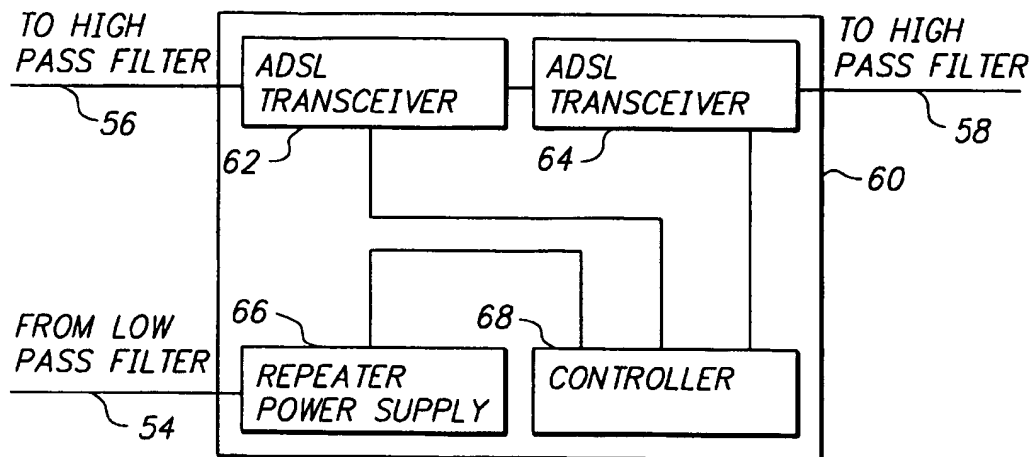 TO HIGH
PASS FILTER
56
ADSL
TRANSCEIVER
62
ADSL
TRANSCEIVER
64
TO HIGH
PASS FILTER
58
60
FROM LOW
PASS FILTER
54
66
REPEATER
POWER SUPPLY
68
CONTROLLER